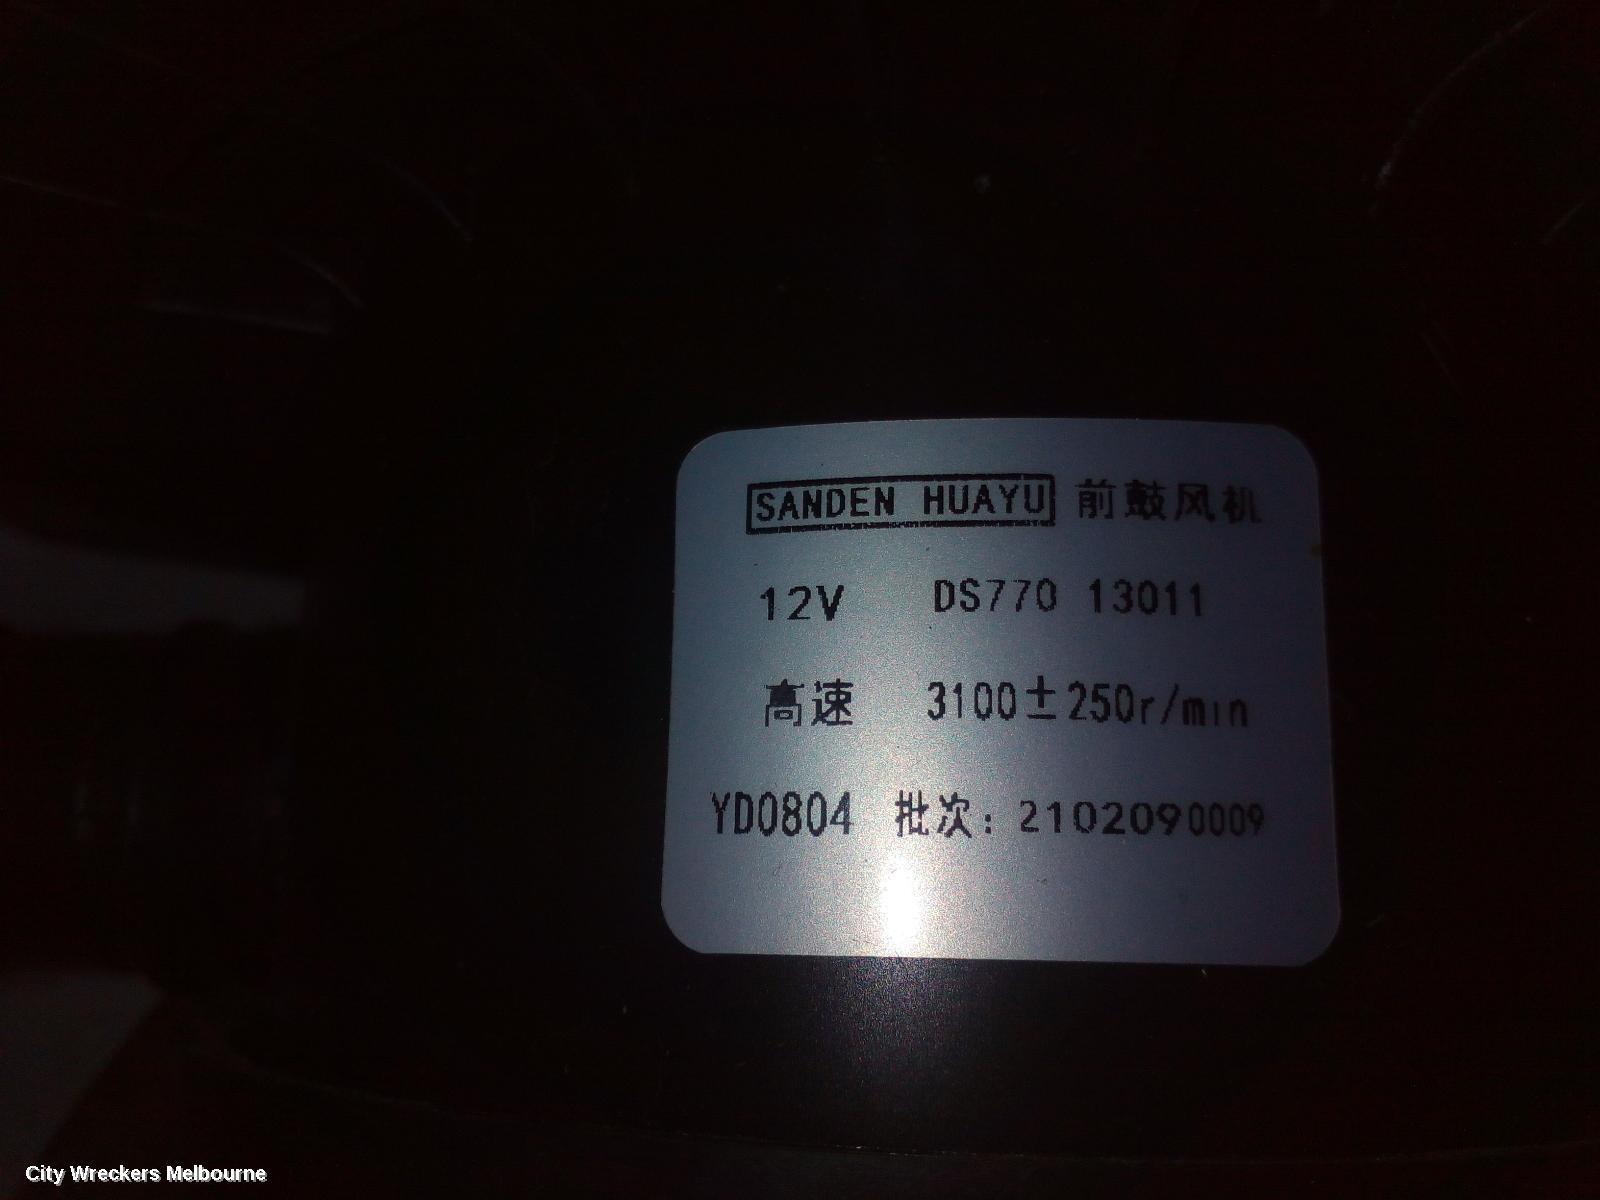 SANDEN HUAYU 前鼓风机
12V DS770 13011
高速 3100±250r/min
YD0804 批次: 2102090009
City Wreckers Melbourne